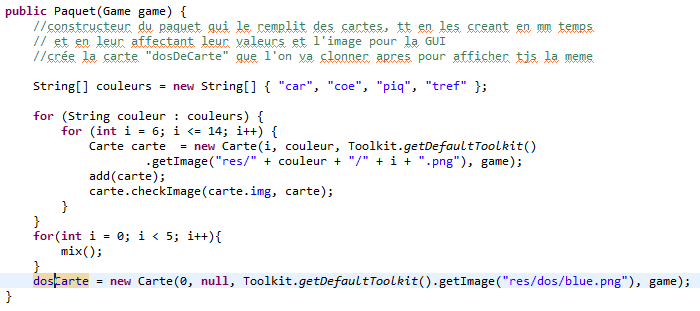 public Paquet(Game game) {
//constructeur du paquet qui le remplit des cartes, tt en les creant en mm temps
// et en leur affectant leur valeurs et l'image pour la GUI
//crée la carte "dosDeCarte" que l'on va clonner apres pour afficher tjs la meme
String[] couleurs = new String[] { "car", "coe", "piq", "tref" };
for (String couleur : couleurs) {
for (int i = 6; i <= 14; i++) {
Carte carte  = new Carte(i, couleur, Toolkit.getDefaultToolkit()
.getImage("res/" + couleur + "/" + i + ".png"), game);
add(carte);
carte.checkImage(carte.img, carte);
}
}
for(int i = 0; i < 5; i++){
mix();
}
dosCarte = new Carte(0, null, Toolkit.getDefaultToolkit().getImage("res/dos/blue.png"), game);
}